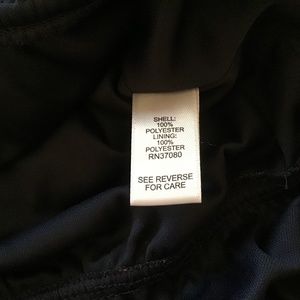 SHELL:
100%
POLYESTER
LINING:
100%
POLYESTER
RN37080
SEE REVERSE
FOR CARE